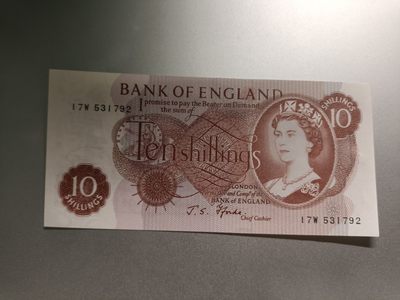 BANK OF ENGLAND
17W 531792
I promise to pay the Bearer on Demand
the sum of
10
SHILLINGS
Ten shillings
10
SHILLINGS
LONDON
For the Govr and Compa of the
BANK OF ENGLAND
J. S. Fforde
Chief Cashier
17W 531792